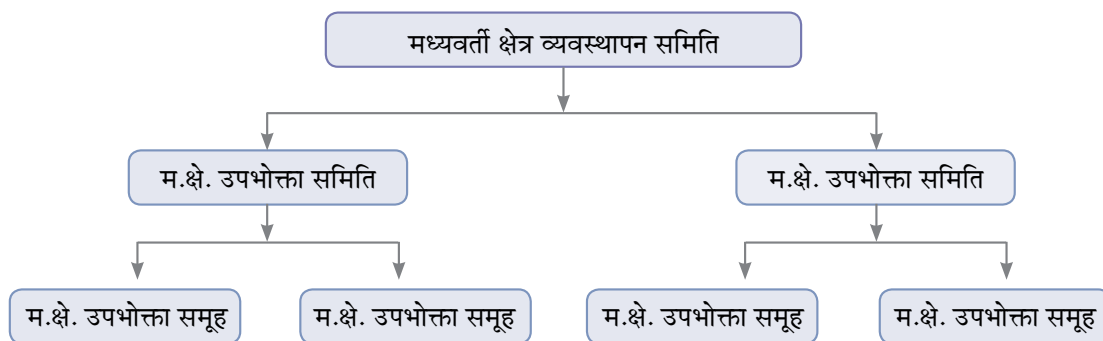 मध्यवर्ती क्षेत्र व्यवस्थापन समिति
म.क्षे. उपभोक्ता समिति
म.क्षे. उपभोक्ता समिति
म.क्षे. उपभोक्ता समूह
म.क्षे. उपभोक्ता समूह
म.क्षे. उपभोक्ता समूह
म.क्षे. उपभोक्ता समूह